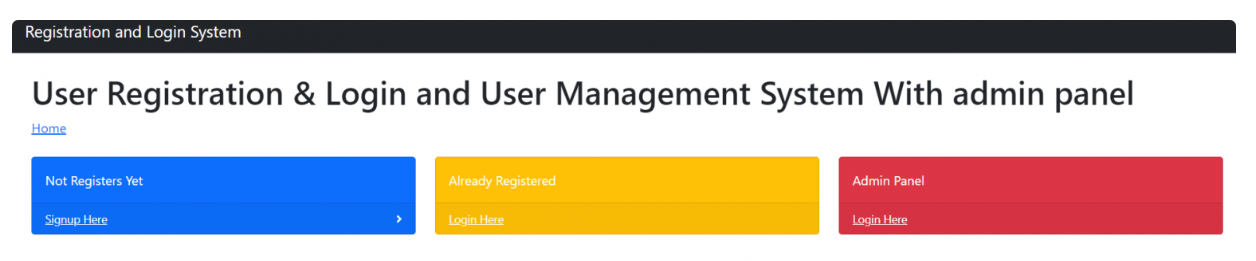 Registration and Login System
User Registration & Login and User Management System With admin panel
Home
Not Registers Yet
Signup Here
Already Registered
Login Here
Admin Panel
Login Here